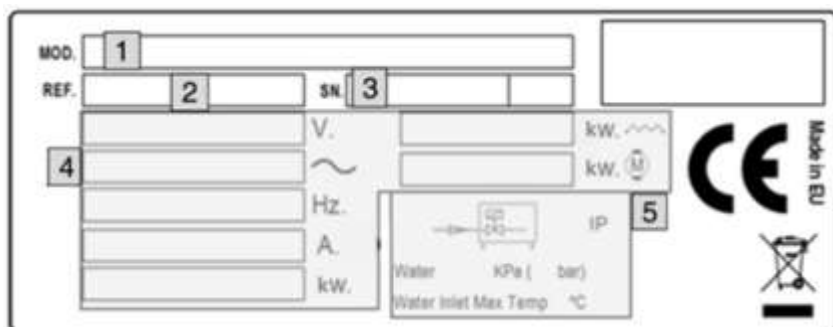 MOD. 1
REF. 2 SN. 3
V. kw.
4 kw. M
Hz.
A.
kw.
5
IP
Water KPa ( bar)
Water Inlet Max Temp ºC
CE
Made in EU